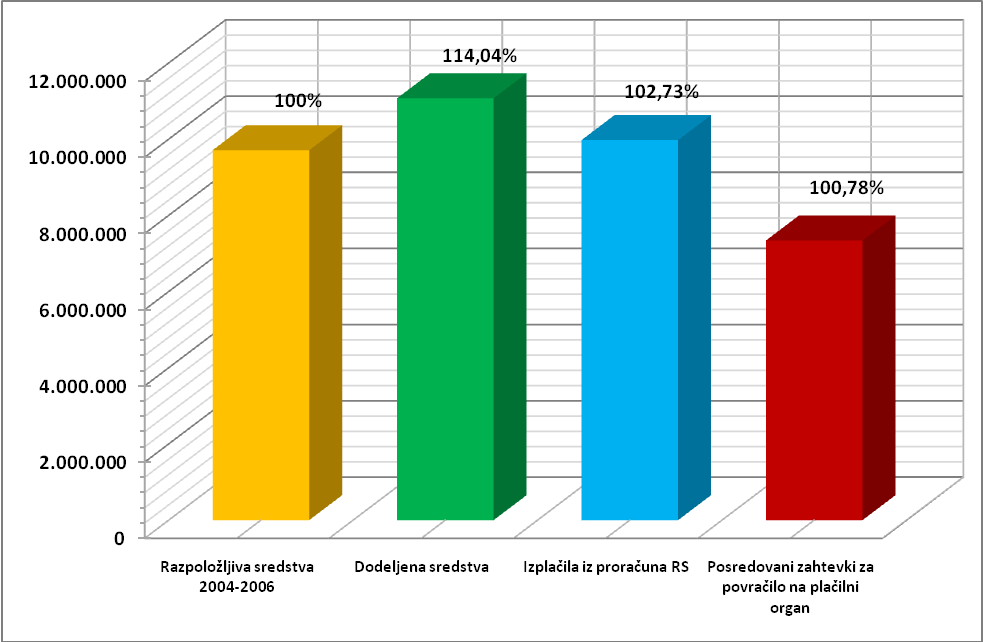 114,04%
12.000.000
100%
102,73%
10.000.000
100,78%
8.000.000
6.000.000
4.000.000
2.000.000
0
Razpoložljiva sredstva
2004-2006
Dodeljena sredstva
Izplačila iz proračuna RS
Posredovani zahtevki za
povračilo na plačilni
organ